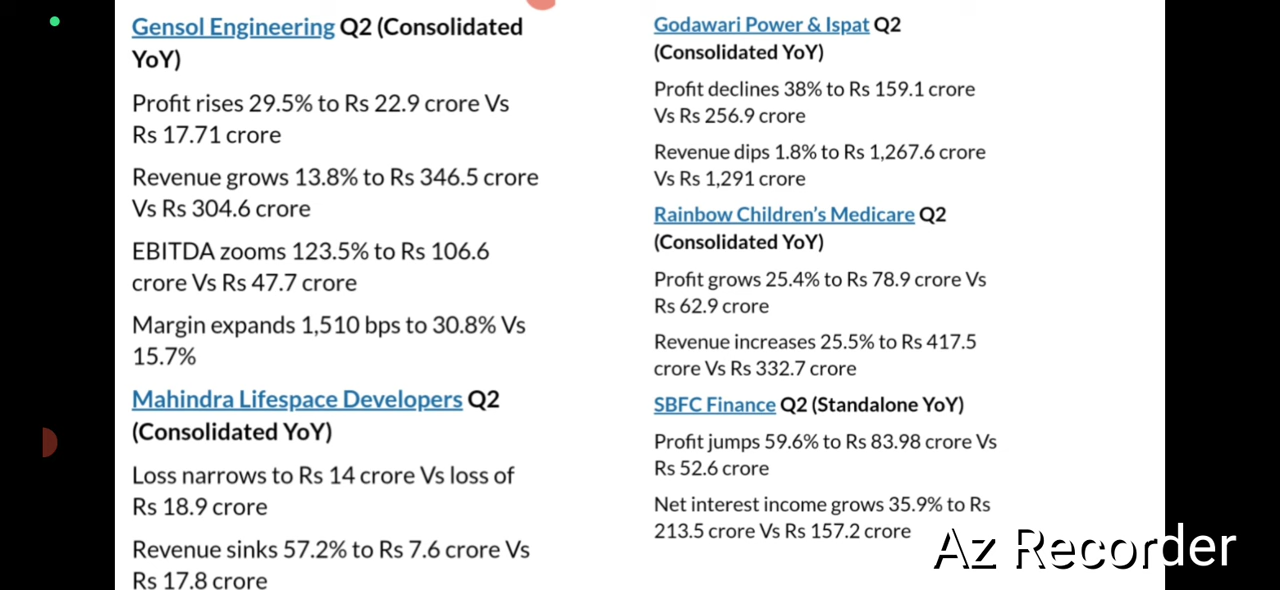 Gensol Engineering Q2 (Consolidated
YoY)
Profit rises 29.5% to Rs 22.9 crore Vs
Rs 17.71 crore
Revenue grows 13.8% to Rs 346.5 crore
Vs Rs 304.6 crore
EBITDA zooms 123.5% to Rs 106.6
crore Vs Rs 47.7 crore
Margin expands 1,510 bps to 30.8% Vs
15.7%
Mahindra Lifespace Developers Q2
(Consolidated YoY)
Loss narrows to Rs 14 crore Vs loss of
Rs 18.9 crore
Revenue sinks 57.2% to Rs 7.6 crore Vs
Rs 17.8 crore
Godawari Power & Ispat Q2
(Consolidated YoY)
Profit declines 38% to Rs 159.1 crore
Vs Rs 256.9 crore
Revenue dips 1.8% to Rs 1,267.6 crore
Vs Rs 1,291 crore
Rainbow Children’s Medicare Q2
(Consolidated YoY)
Profit grows 25.4% to Rs 78.9 crore Vs
Rs 62.9 crore
Revenue increases 25.5% to Rs 417.5
crore Vs Rs 332.7 crore
SBFC Finance Q2 (Standalone YoY)
Profit jumps 59.6% to Rs 83.98 crore Vs
Rs 52.6 crore
Net interest income grows 35.9% to Rs
213.5 crore Vs Rs 157.2 crore
Az Recorder